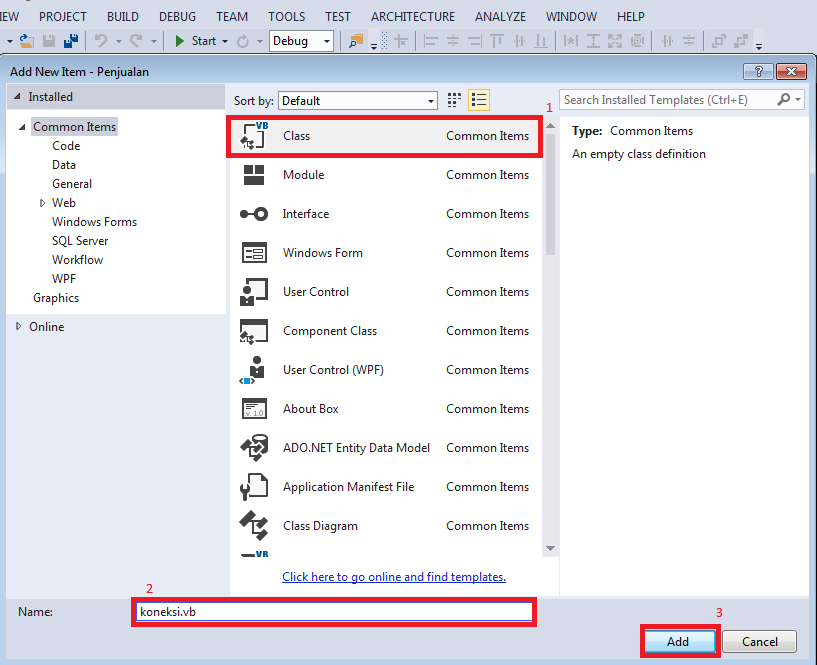 IEW PROJECT BUILD DEBUG TEAM TOOLS TEST ARCHITECTURE ANALYZE WINDOW HELP
Start Debug
Add New Item - Penjualan
Installed
Sort by: Default
Search Installed Templates (Ctrl+E)
Common Items
Code
Data
General
Web
Windows Forms
SQL Server
Workflow
WPF
Graphics
Online
1
VB Class Common Items
Module Common Items
Interface Common Items
Windows Form Common Items
User Control Common Items
Component Class Common Items
User Control (WPF) Common Items
About Box Common Items
v. 1.0
ADO.NET Entity Data Model Common Items
Application Manifest File Common Items
Class Diagram Common Items
VB
Click here to go online and find templates.
Type: Common Items
An empty class definition
2
Name: koneksi.vb
3
Add Cancel